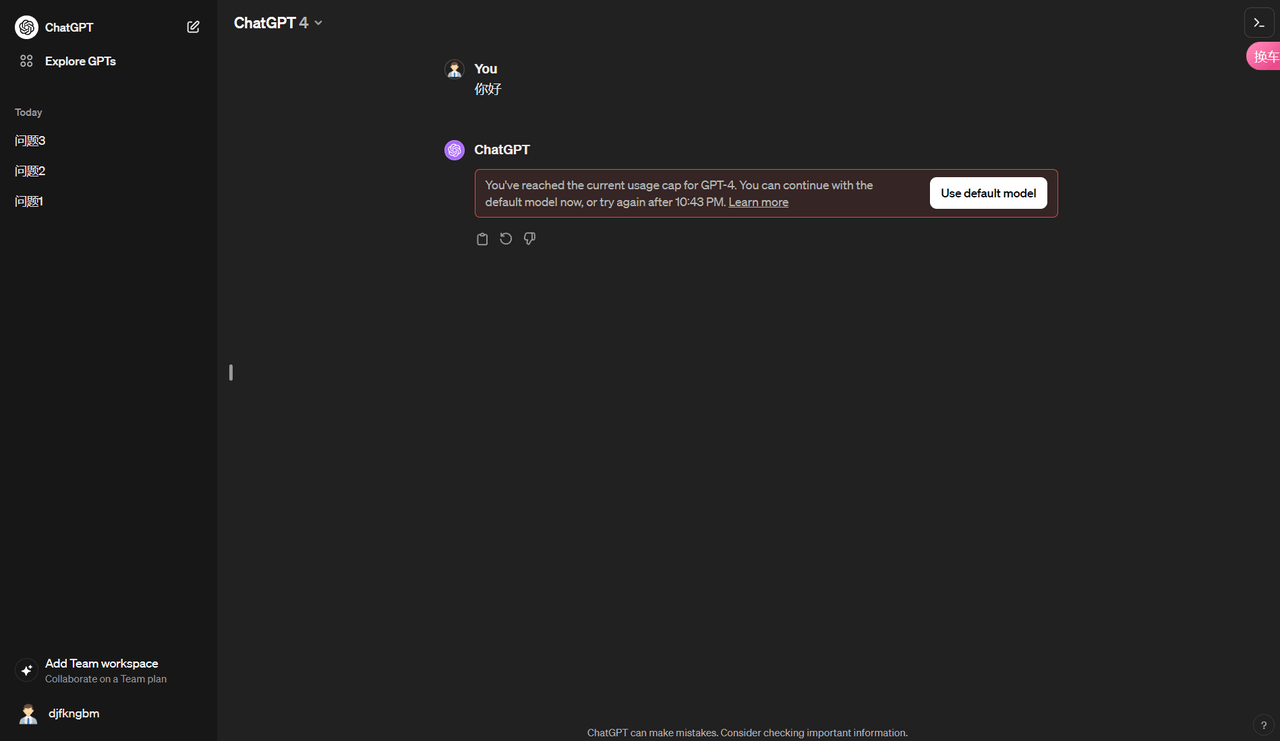 ChatGPT
Explore GPTs
Today
问题3
问题2
问题1
Add Team workspace
Collaborate on a Team plan
djfkngbm
ChatGPT 4
>_
换车
You
你好
ChatGPT
You've reached the current usage cap for GPT-4. You can continue with the
default model now, or try again after 10:43 PM. Learn more
Use default model
ChatGPT can make mistakes. Consider checking important information.
?